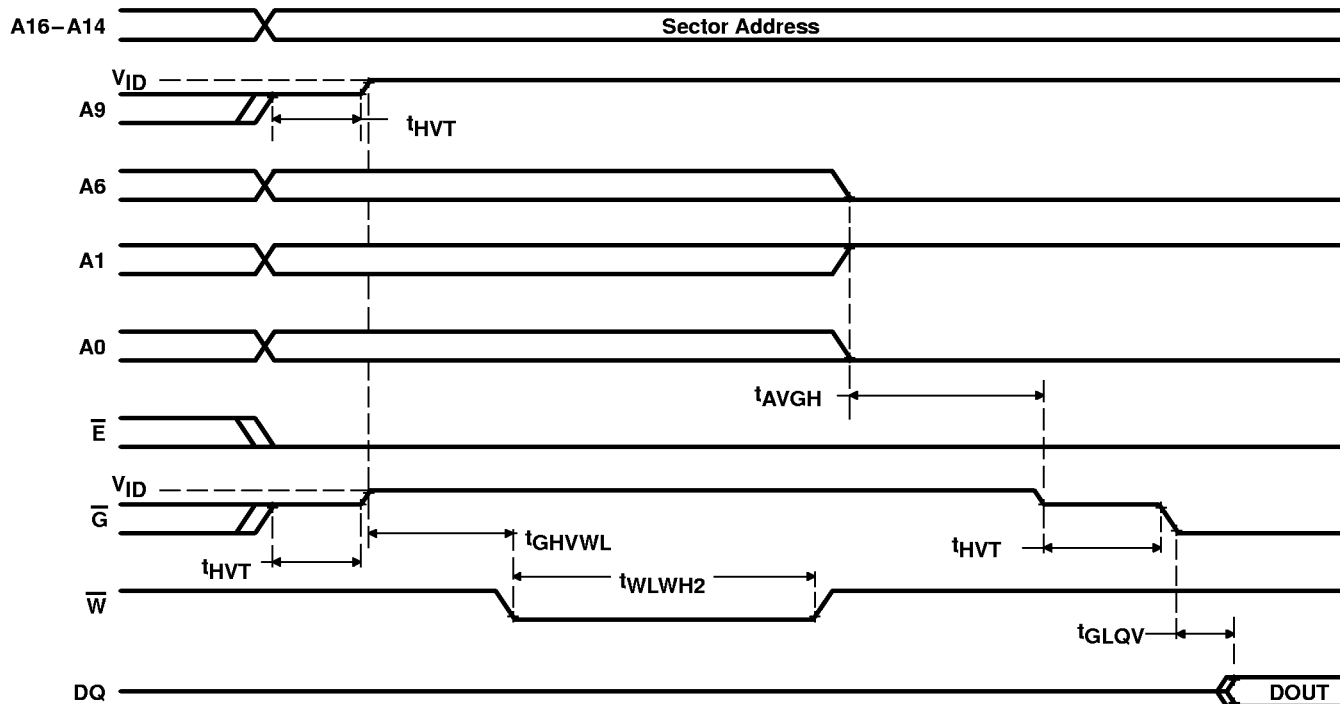 A16–A14 Sector Address
VID
A9
tHVT
A6
A1
A0
tAVGH
E
VID
G
tGHVWL
tHVT
tHVT
tWLWH2
W
tGLQV
DQ DOUT